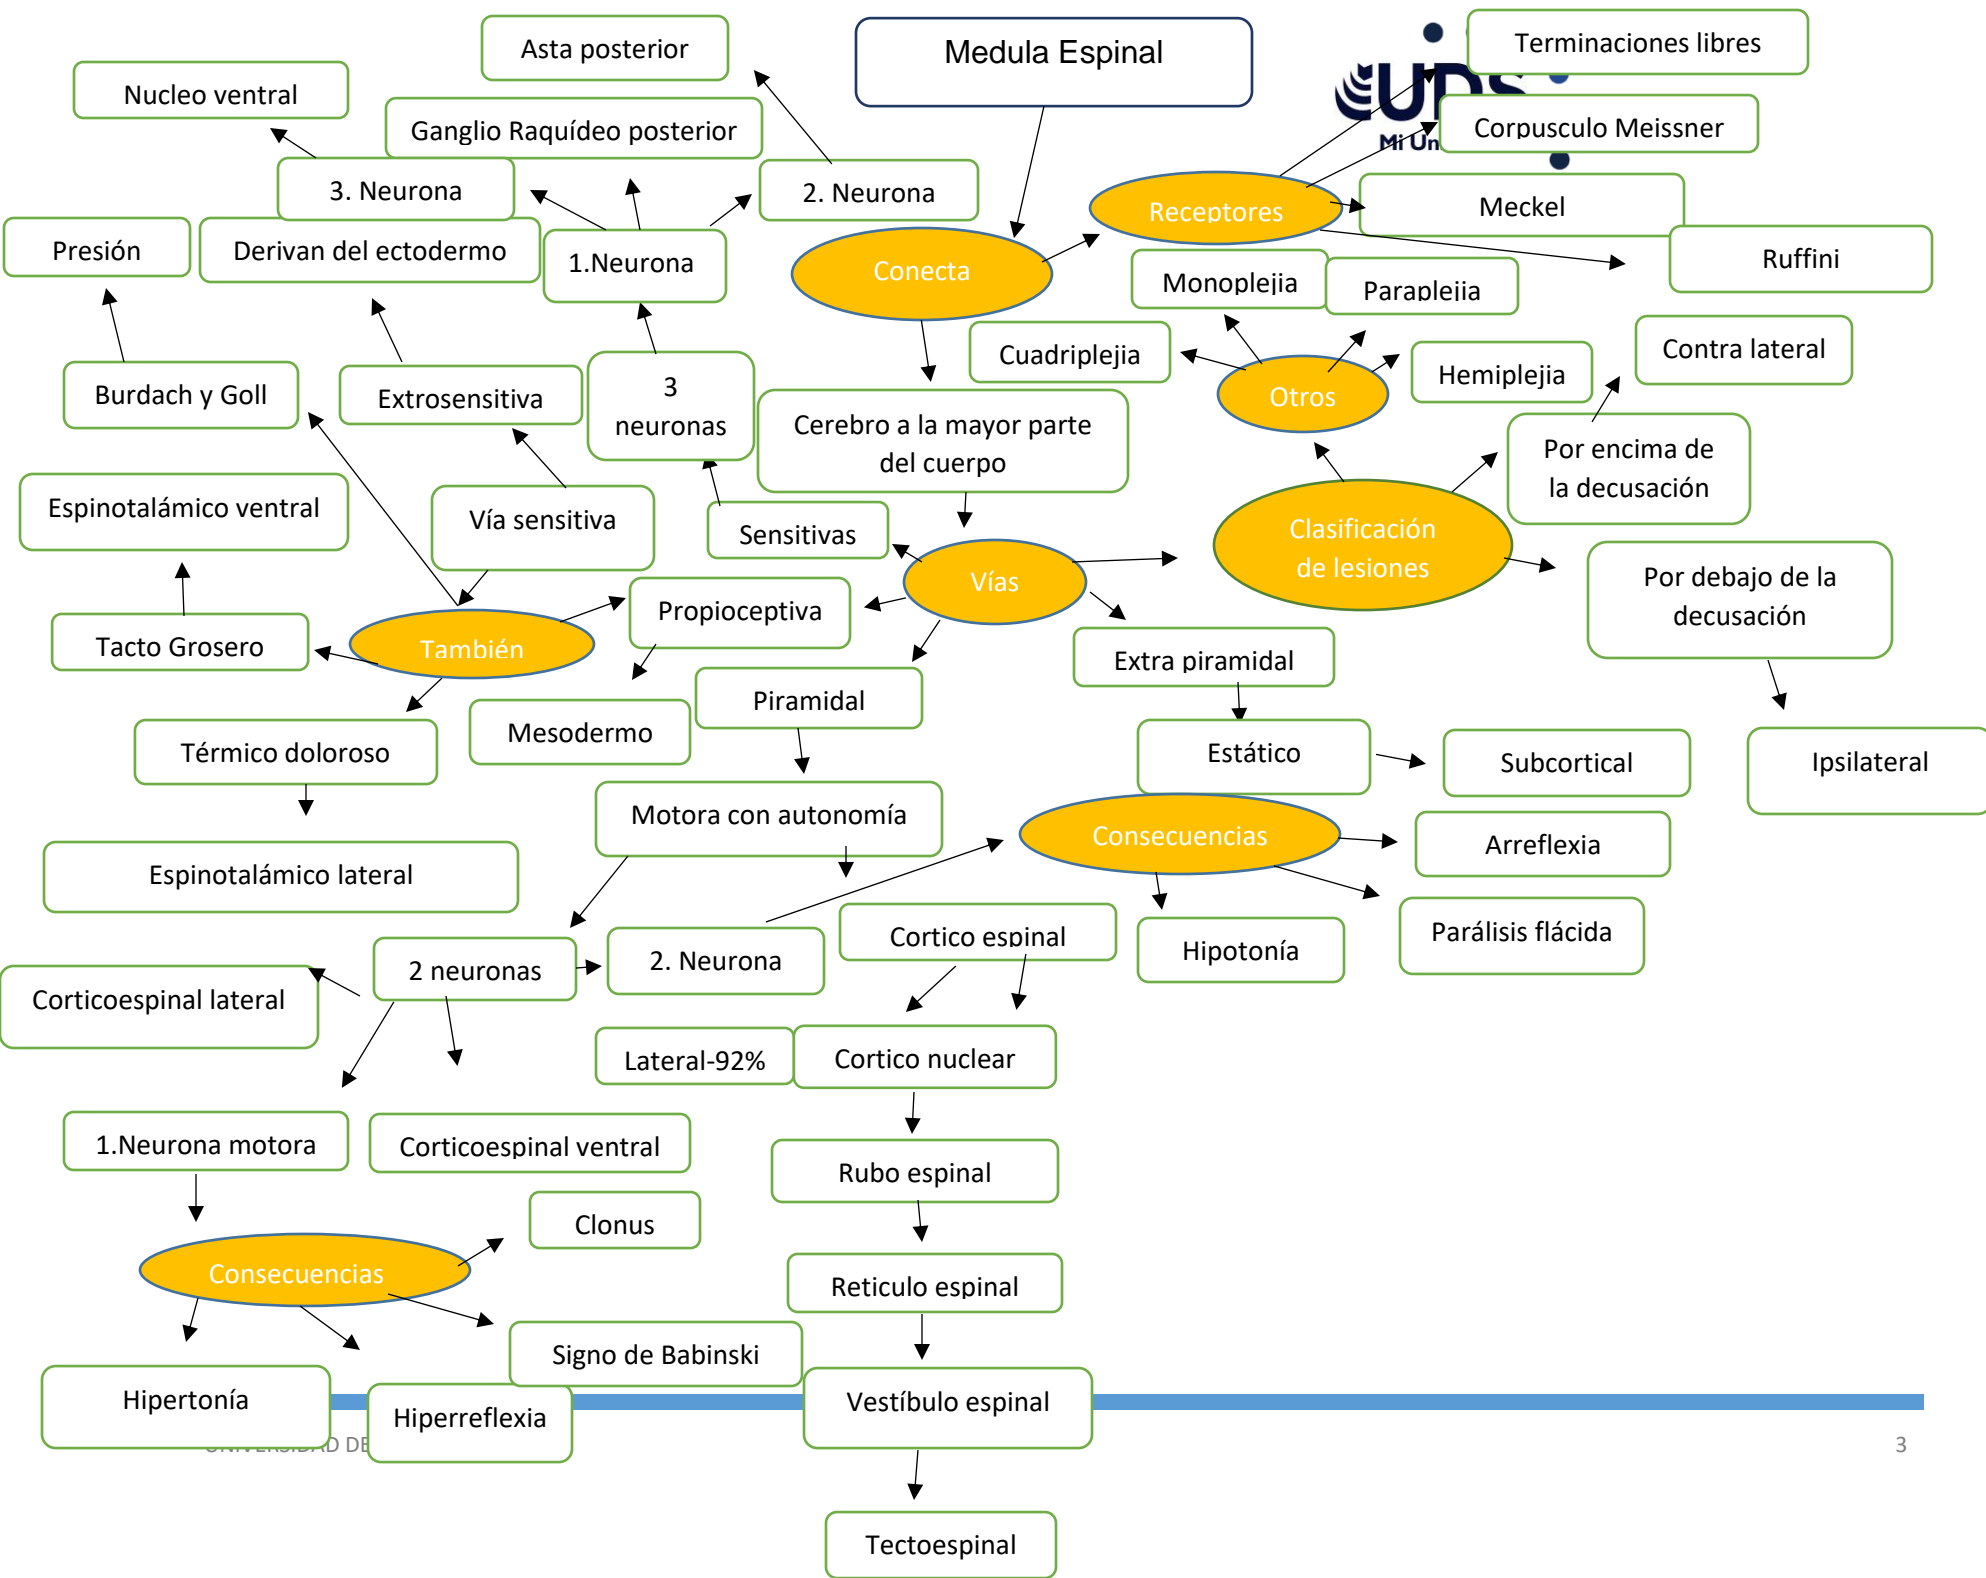 Asta posterior
Medula Espinal
Terminaciones libres
Nucleo ventral
Ganglio Raquídeo posterior
UDS
Corpusculo Meissner
Mi Un
3. Neurona
2. Neurona
Receptores
Meckel
Presión
Derivan del ectodermo
1.Neurona
Conecta
Ruffini
Monoplejia
Paraplejia
Cuadriplejia
Contra lateral
Burdach y Goll
Extrosensitiva
3
neuronas
Otros
Hemiplejia
Cerebro a la mayor parte
del cuerpo
Por encima de
la decusación
Espinotalámico ventral
Vía sensitiva
Sensitivas
Clasificación
de lesiones
Vías
Por debajo de la
decusación
Propioceptiva
Tacto Grosero
También
Extra piramidal
Piramidal
Mesodermo
Térmico doloroso
Estático
Subcortical
Ipsilateral
Motora con autonomía
Consecuencias
Arreflexia
Espinotalámico lateral
Cortico espinal
Parálisis flácida
Hipotonía
2 neuronas
2. Neurona
Corticoespinal lateral
Lateral-92%
Cortico nuclear
1.Neurona motora
Corticoespinal ventral
Rubo espinal
Clonus
Consecuencias
Reticulo espinal
Signo de Babinski
Hipertonía
Hiperreflexia
Vestíbulo espinal
UNIVERSIDAD DE
3
Tectoespinal